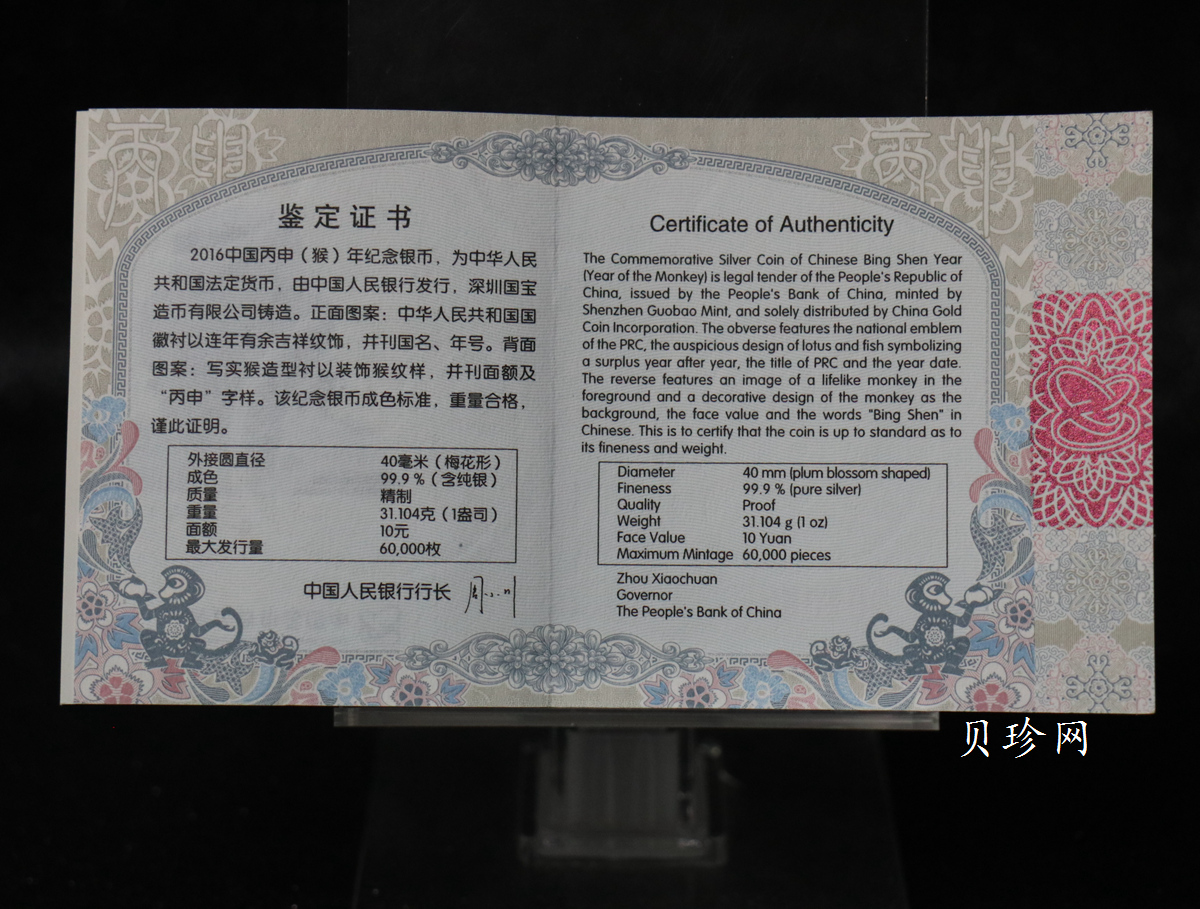 丙申
丙申
鉴定证书
2016中国丙申（猴）年纪念银币，为中华人民
共和国法定货币，由中国人民银行发行，深圳国宝
造币有限公司铸造。正面图案：中华人民共和国国
徽衬以连年有余吉祥纹饰，并刊国名、年号。背面
图案：写实猴造型衬以装饰猴纹样，并刊面额及
“丙申”字样。该纪念银币成色标准，重量合格，
谨此证明。
外接圆直径 40毫米（梅花形）
成色 99.9％（含纯银）
质量 精制
重量 31.104克（1盎司）
面额 10元
最大发行量 60,000枚
中国人民银行行长
Certificate of Authenticity
The Commemorative Silver Coin of Chinese Bing Shen Year
(Year of the Monkey) is legal tender of the People's Republic of
China, issued by the People's Bank of China, minted by
Shenzhen Guobao Mint, and solely distributed by China Gold
Coin Incorporation. The obverse features the national emblem
of the PRC, the auspicious design of lotus and fish symbolizing
a surplus year after year, the title of PRC and the year date.
The reverse features an image of a lifelike monkey in the
foreground and a decorative design of the monkey as the
background, the face value and the words "Bing Shen" in
Chinese. This is to certify that the coin is up to standard as to
its fineness and weight.
Diameter 40 mm (plum blossom shaped)
Fineness 99.9 % (pure silver)
Quality Proof
Weight 31.104 g (1 oz)
Face Value 10 Yuan
Maximum Mintage 60,000 pieces
Zhou Xiaochuan
Governor
The People's Bank of China
贝珍网